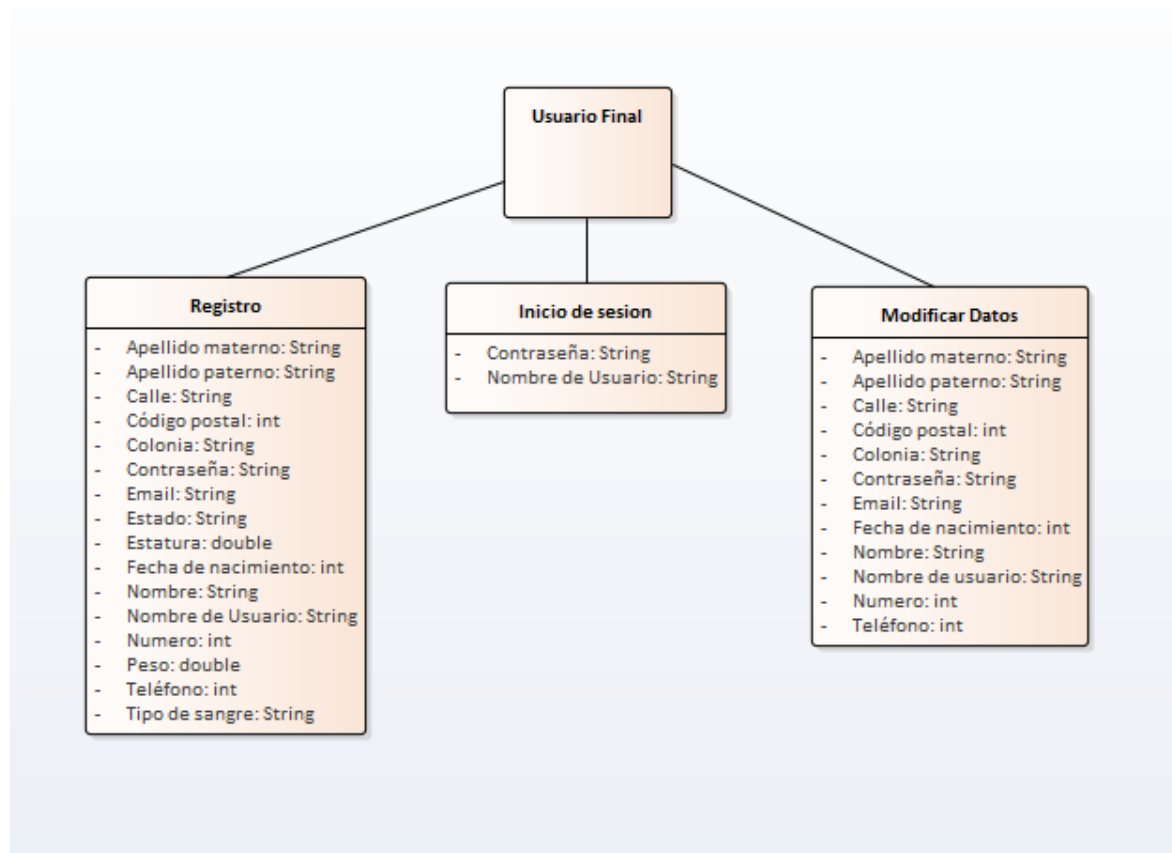 Usuario Final
Registro
- Apellido materno: String
- Apellido paterno: String
- Calle: String
- Código postal: int
- Colonia: String
- Contraseña: String
- Email: String
- Estado: String
- Estatura: double
- Fecha de nacimiento: int
- Nombre: String
- Nombre de Usuario: String
- Numero: int
- Peso: double
- Teléfono: int
- Tipo de sangre: String
Inicio de sesion
- Contraseña: String
- Nombre de Usuario: String
Modificar Datos
- Apellido materno: String
- Apellido paterno: String
- Calle: String
- Código postal: int
- Colonia: String
- Contraseña: String
- Email: String
- Fecha de nacimiento: int
- Nombre: String
- Nombre de usuario: String
- Numero: int
- Teléfono: int